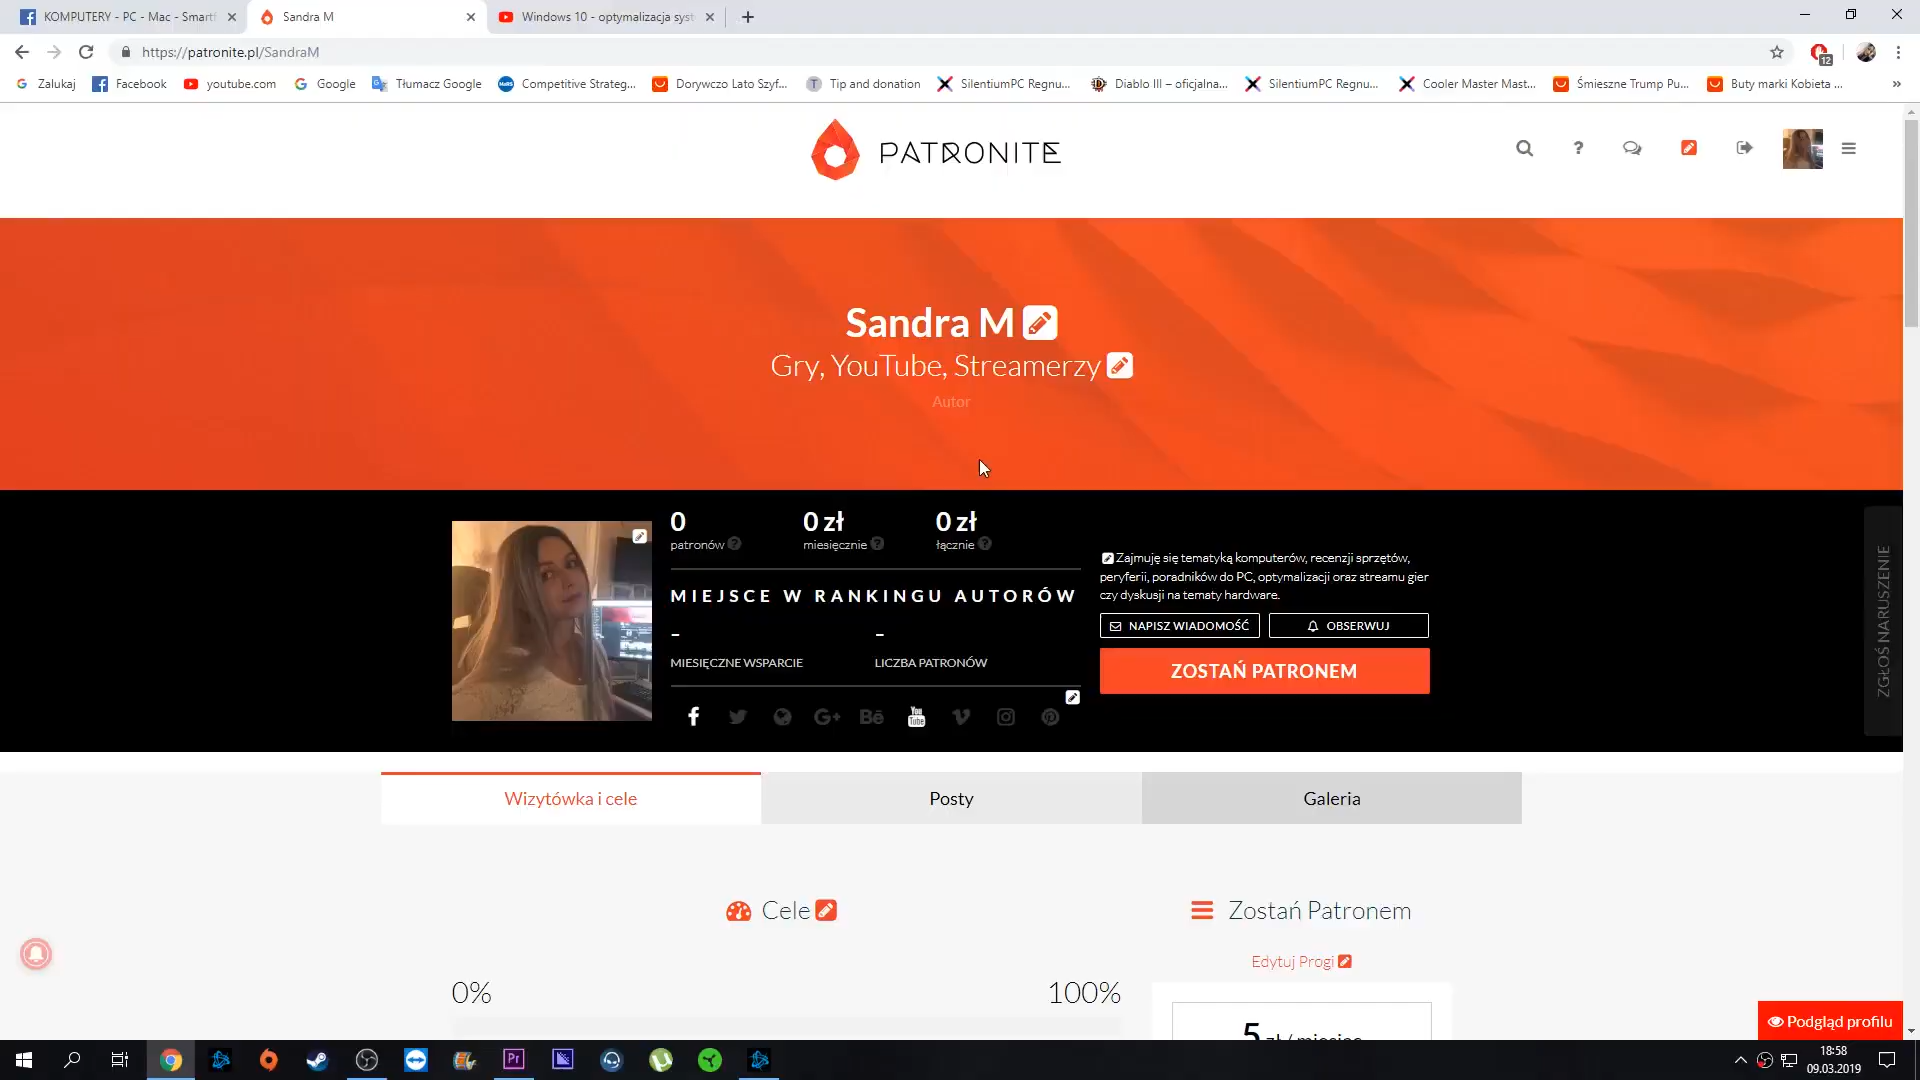 KOMPUTERY - PC - Mac - Smartf
Sandra M
Windows 10 - optymalizacja syst
https://patronite.pl/SandraM
12
Zalukaj
Facebook
youtube.com
Google
Tłumacz Google
Competitive Strateg...
Dorywczo Lato Szyf...
Tip and donation
SilentiumPC Regnu...
Diablo III – oficjalna...
SilentiumPC Regnu...
Cooler Master Mast...
Śmieszne Trump Pu...
Buty marki Kobieta ...
PATRONITE
Sandra M
Gry, YouTube, Streamerzy
Autor
0
patronów
0 zł
miesięcznie
0 zł
łącznie
MIEJSCE W RANKINGU AUTORÓW
-
MIESIĘCZNE WSPARCIE
-
LICZBA PATRONÓW
Zajmuję się tematyką komputerów, recenzji sprzętów,
peryferii, poradników do PC, optymalizacji oraz streamu gier
czy dyskusji na tematy hardware.
NAPISZ WIADOMOŚĆ
OBSERWUJ
ZOSTAŃ PATRONEM
ZGŁOŚ NARUSZENIE
Wizytówka i cele
Posty
Galeria
Cele
Zostań Patronem
Edytuj Progi
0%
100%
5 zł / miesiąc
Podgląd profilu
18:58
09.03.2019